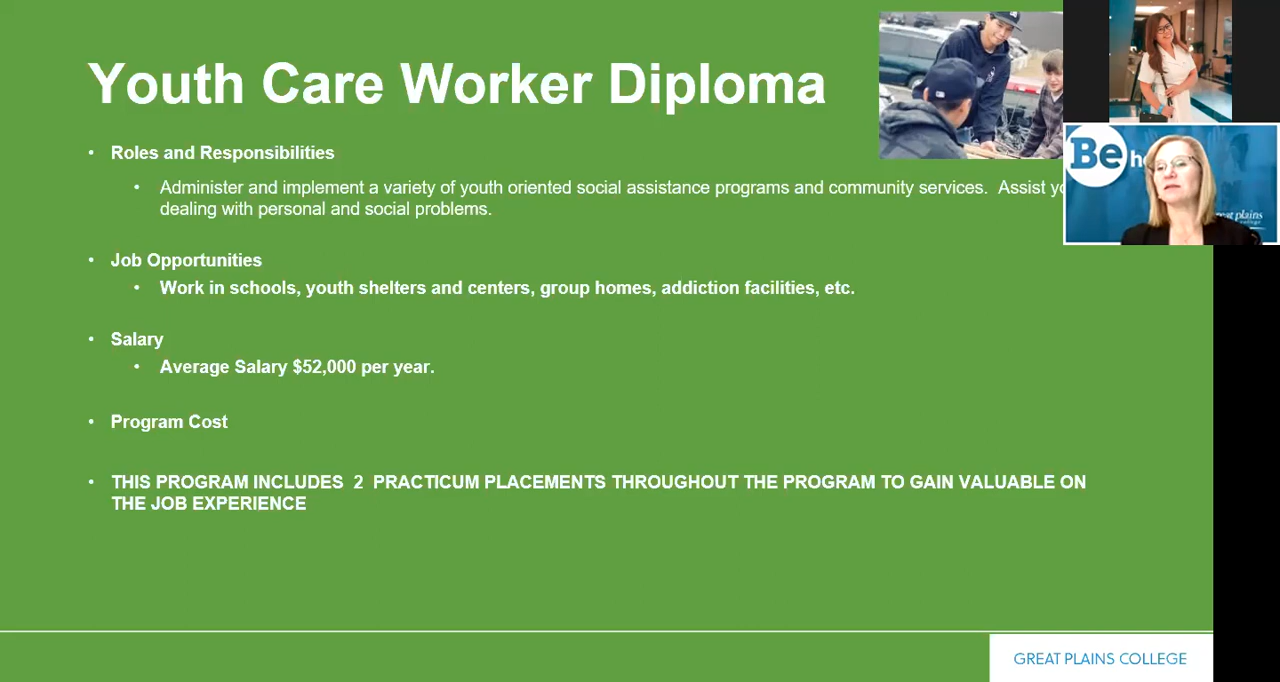 Youth Care Worker Diploma
• Roles and Responsibilities
• Administer and implement a variety of youth oriented social assistance programs and community services. Assist
dealing with personal and social problems.
• Job Opportunities
• Work in schools, youth shelters and centers, group homes, addiction facilities, etc.
• Salary
• Average Salary $52,000 per year.
• Program Cost
• THIS PROGRAM INCLUDES 2 PRACTICUM PLACEMENTS THROUGHOUT THE PROGRAM TO GAIN VALUABLE ON
THE JOB EXPERIENCE
Be
plains
GREAT PLAINS COLLEGE